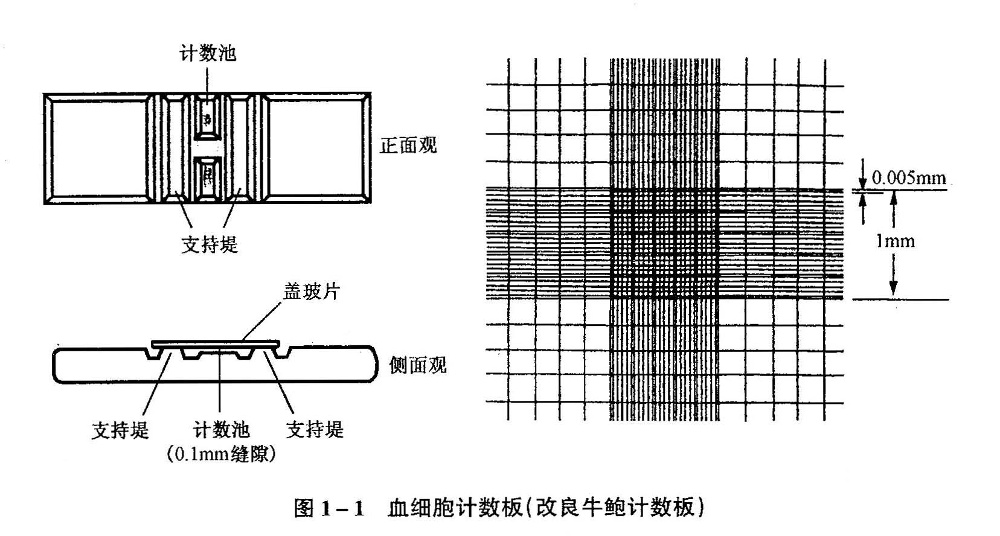 计数池
正面观
支持堤
盖玻片
侧面观
支持堤
计数池
(0.1mm缝隙)
支持堤
0.005mm
1mm
图1-1 血细胞计数板(改良牛鲍计数板)